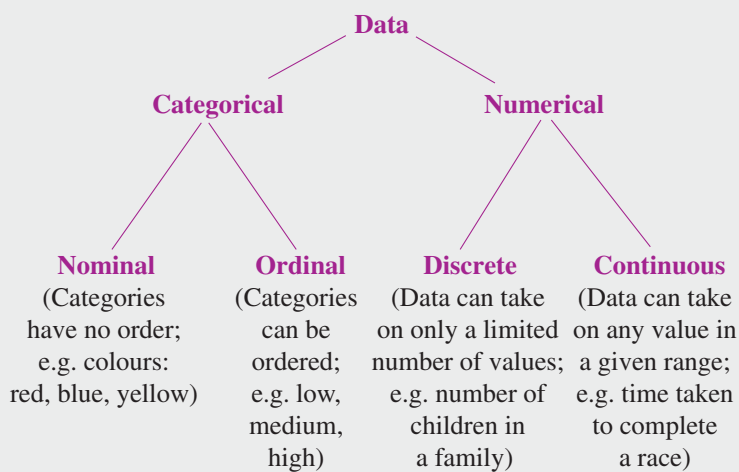 Data
Categorical
Numerical
Nominal
(Categories
have no order;
e.g. colours:
red, blue, yellow)
Ordinal
(Categories
can be
ordered;
e.g. low,
medium,
high)
Discrete
(Data can take
on only a limited
number of values;
e.g. number of
children in
a family)
Continuous
(Data can take
on any value in
a given range;
e.g. time taken
to complete
a race)